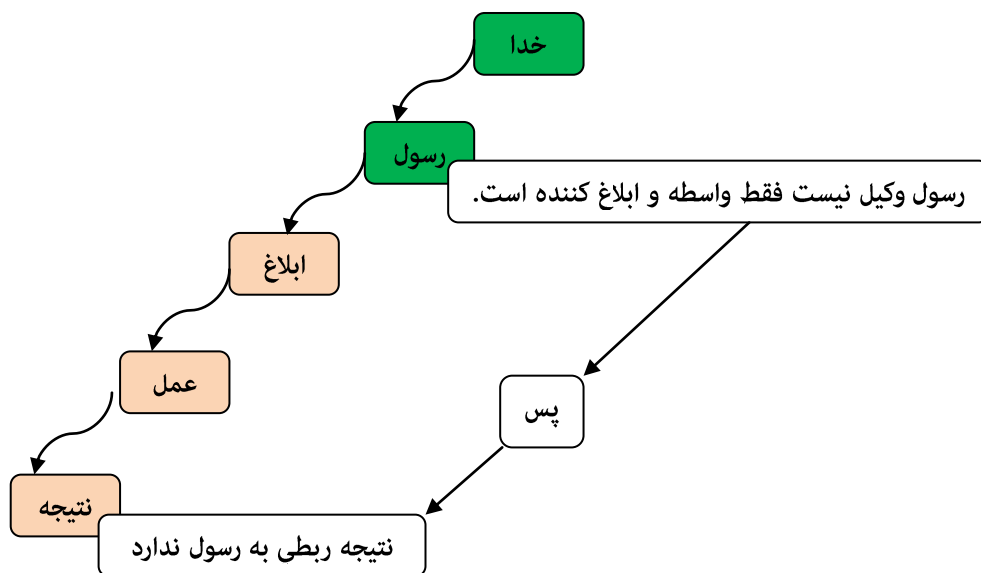 خدا
رسول
رسول وکیل نیست فقط واسطه و ابلاغ کننده است.
ابلاغ
عمل
پس
نتیجه
نتیجه ربطی به رسول ندارد